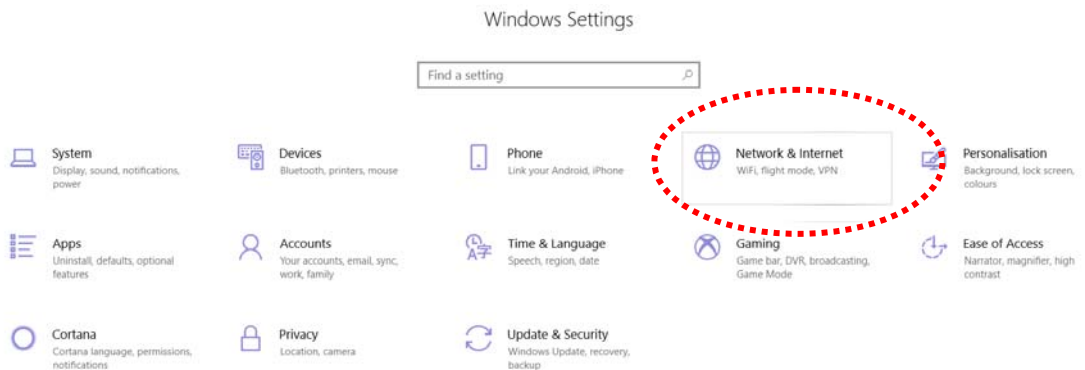 Windows Settings
Find a setting
System
Display, sound, notifications,
power
Devices
Bluetooth, printers, mouse
Phone
Link your Android, iPhone
Network & Internet
WiFi, flight mode, VPN
Personalisation
Background, lock screen,
colours
Apps
Uninstall, defaults, optional
features
Accounts
Your accounts, email, sync,
work, family
Time & Language
Speech, region, date
Gaming
Game bar, DVR, broadcasting,
Game Mode
Ease of Access
Narrator, magnifier, high
contrast
Cortana
Cortana language, permissions,
notifications
Privacy
Location, camera
Update & Security
Windows Update, recovery,
backup